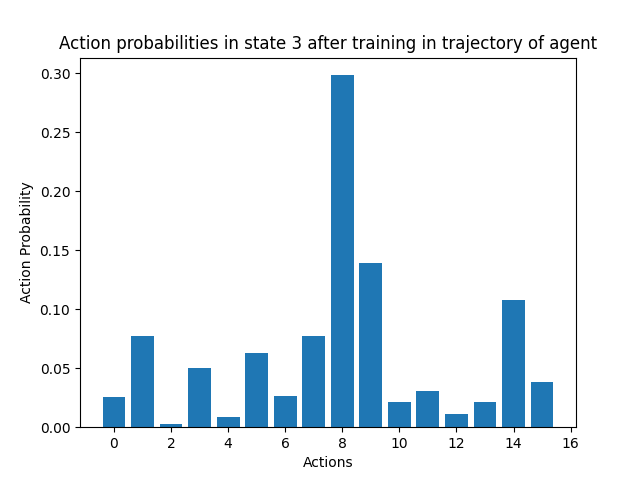 Action probabilities in state 3 after training in trajectory of agent
0.30
0.25
0.20
0.15
0.10
0.05
0.00
Action Probability
0 2 4 6 8 10 12 14 16
Actions